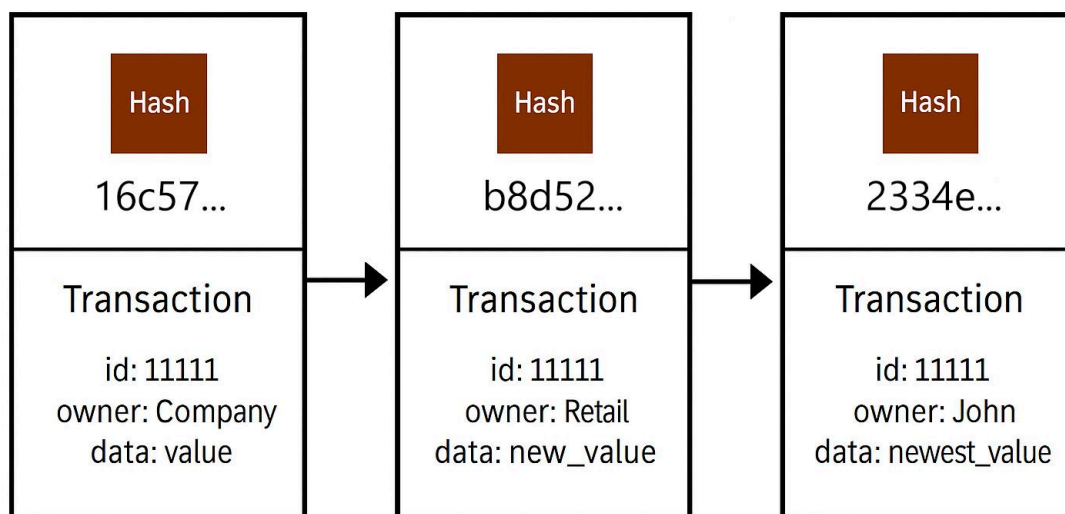 Hash
16c57...
Transaction
id: 11111
owner: Company
data: value
Hash
b8d52...
Transaction
id: 11111
owner: Retail
data: new_value
Hash
2334e...
Transaction
id: 11111
owner: John
data: newest_value